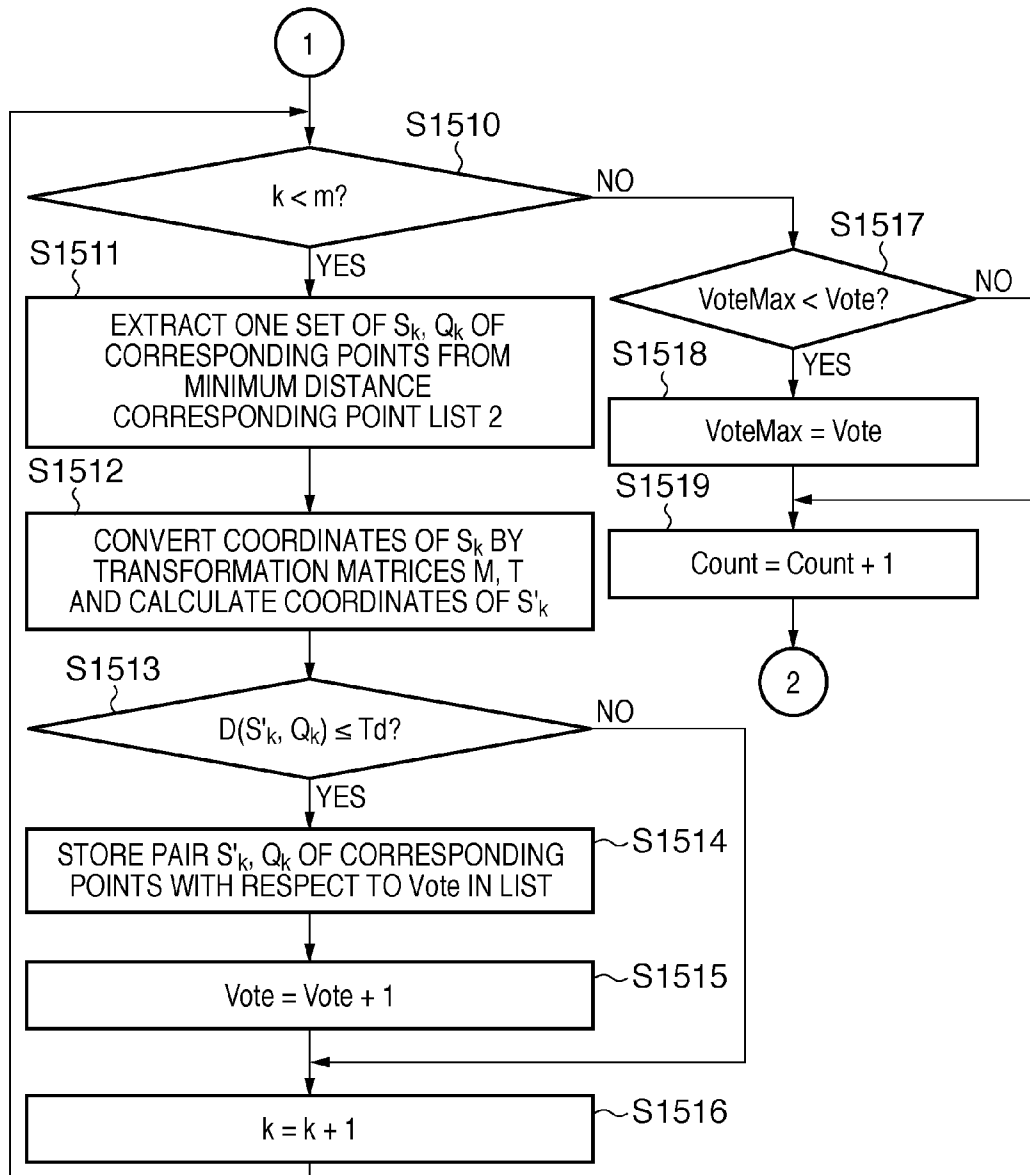 1
S1510
k < m?
NO
YES
S1511
EXTRACT ONE SET OF Sk, Qk OF
CORRESPONDING POINTS FROM
MINIMUM DISTANCE
CORRESPONDING POINT LIST 2
S1512
CONVERT COORDINATES OF Sk BY
TRANSFORMATION MATRICES M, T
AND CALCULATE COORDINATES OF S'k
S1513
D(S'k, Qk) ≤ Td?
NO
YES
STORE PAIR S'k, Qk OF CORRESPONDING
POINTS WITH RESPECT TO Vote IN LIST
S1514
Vote = Vote + 1
S1515
k = k + 1
S1516
S1517
VoteMax < Vote?
NO
YES
S1518
VoteMax = Vote
S1519
Count = Count + 1
2